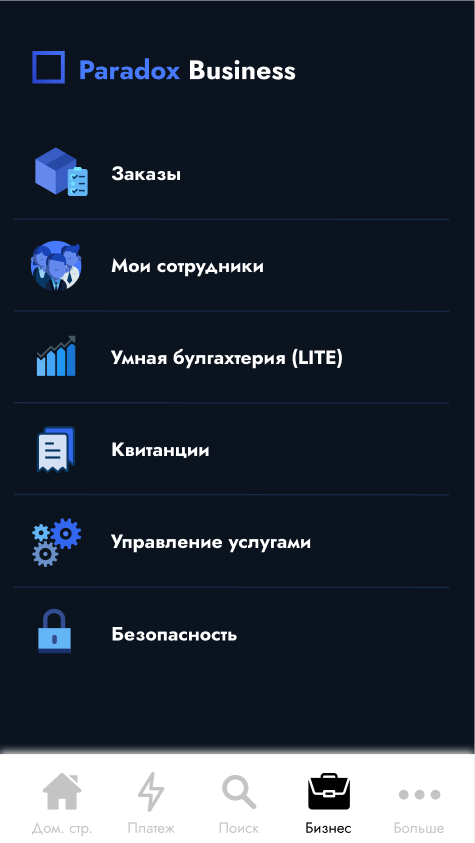 Paradox Business
Заказы
Мои сотрудники
Умная булгахтерия (LITE)
Квитанции
Управление услугами
Безопасность
Дом. стр.
Платеж
Поиск
Бизнес
Больше